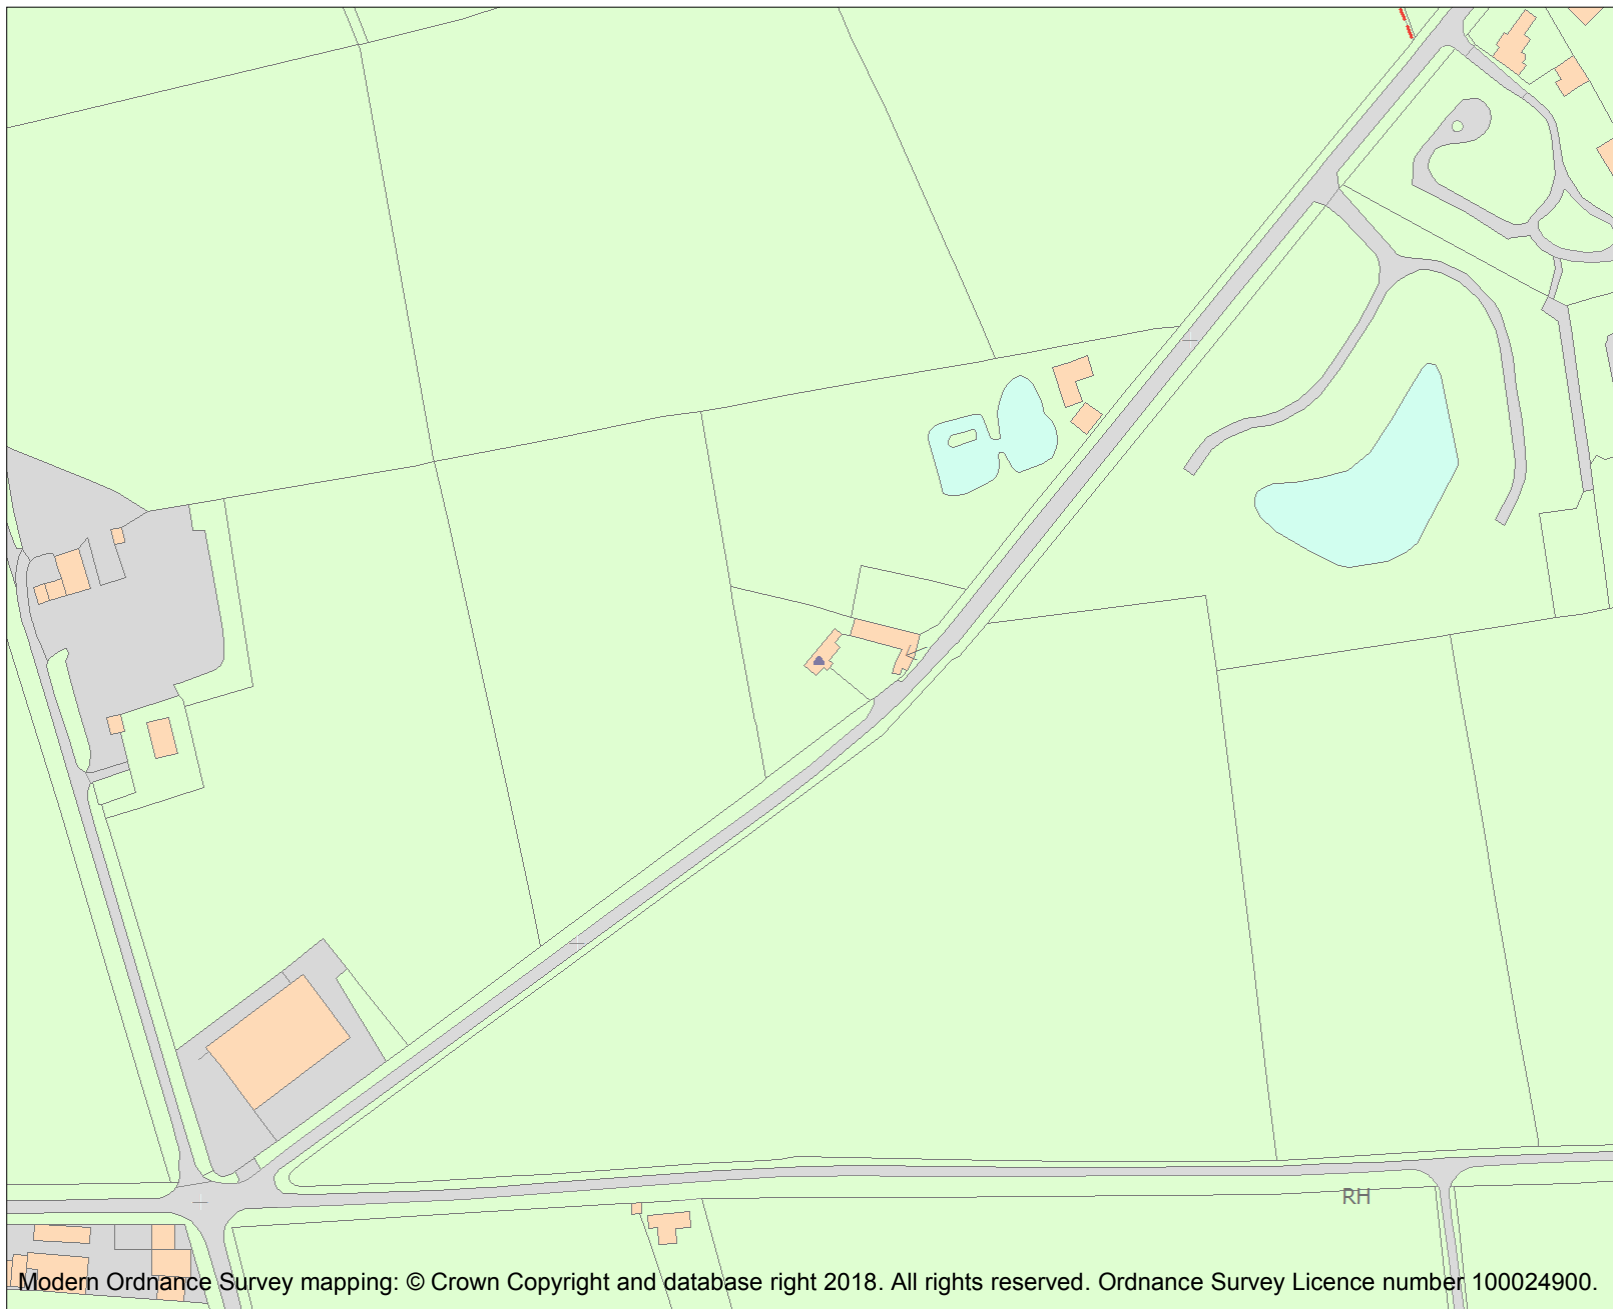 RH
Modern Ordnance Survey mapping: © Crown Copyright and database right 2018. All rights reserved. Ordnance Survey Licence number 100024900.